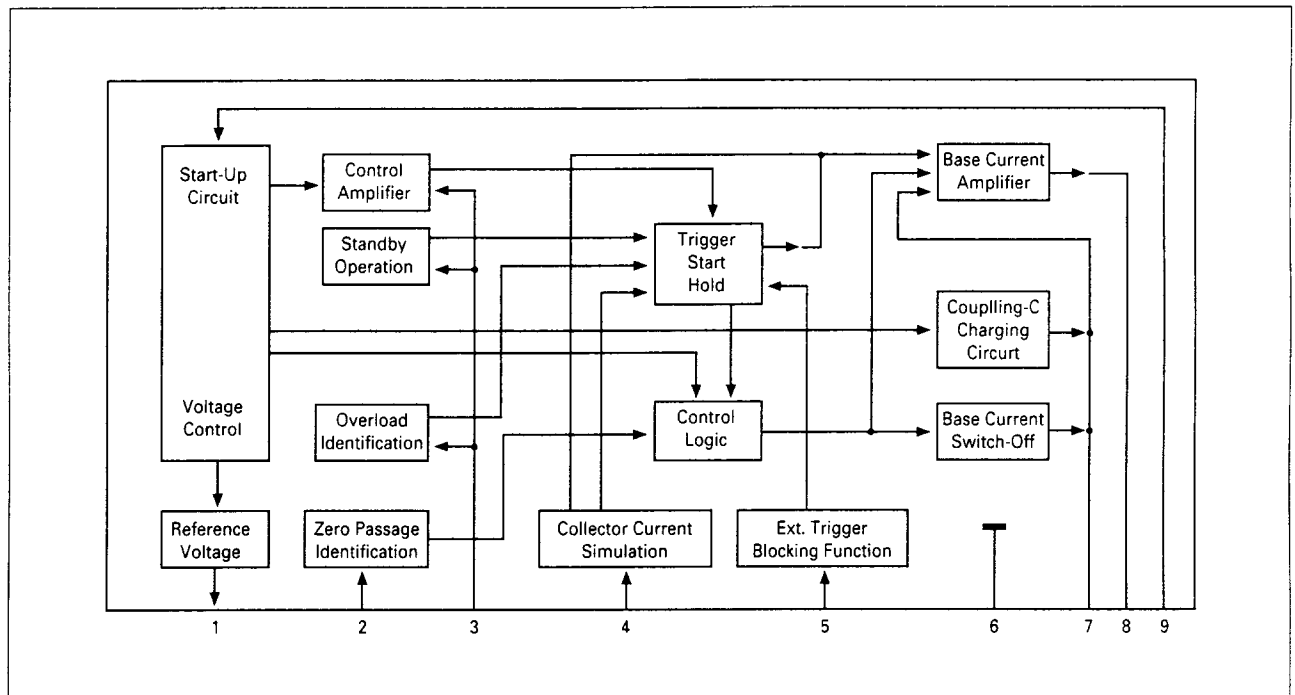 Start-Up
Circuit
Voltage
Control
Control
Amplifier
Standby
Operation
Overload
Identification
Reference
Voltage
Zero Passage
Identification
Trigger
Start
Hold
Control
Logic
Collector Current
Simulation
Ext. Trigger
Blocking Function
Base Current
Amplifier
Couplling-C
Charging
Circurt
Base Current
Switch-Off
1 2 3 4 5 6 7 8 9